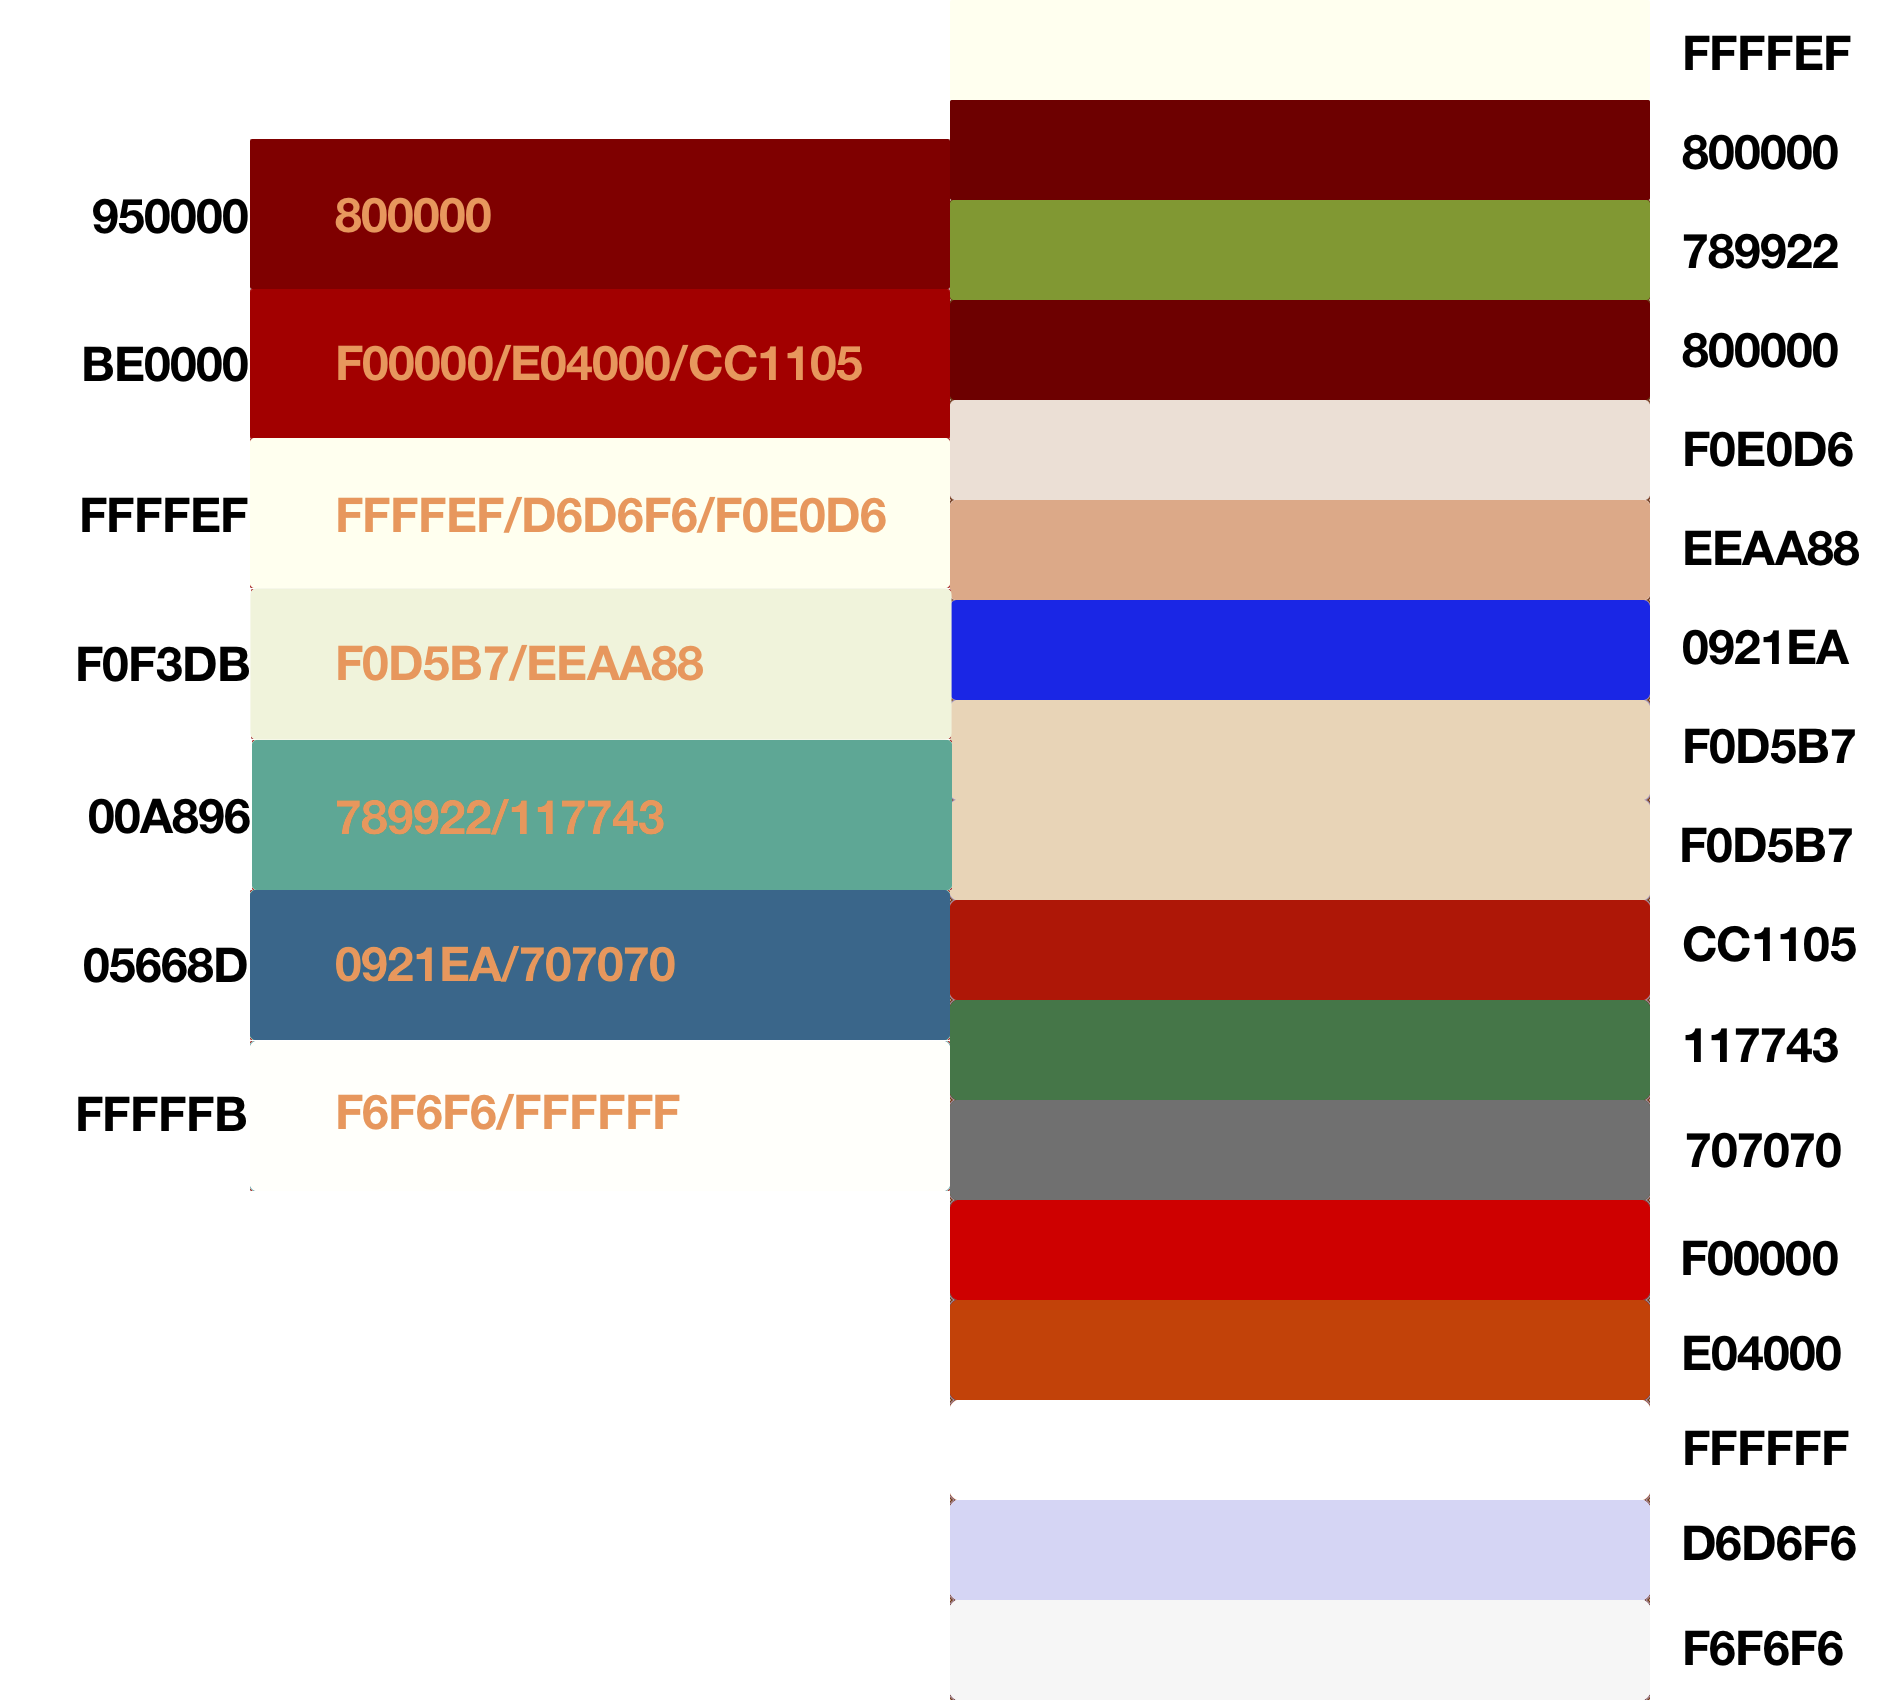 FFFFEF
800000
950000 800000
789922
BE0000 F00000/E04000/CC1105
800000
F0E0D6
FFFFEF FFFFEF/D6D6F6/F0E0D6
EEAA88
F0F3DB F0D5B7/EEAA88
0921EA
F0D5B7
00A896 789922/117743
F0D5B7
05668D 0921EA/707070
CC1105
117743
FFFFFB F6F6F6/FFFFFF
707070
F00000
E04000
FFFFFF
D6D6F6
F6F6F6